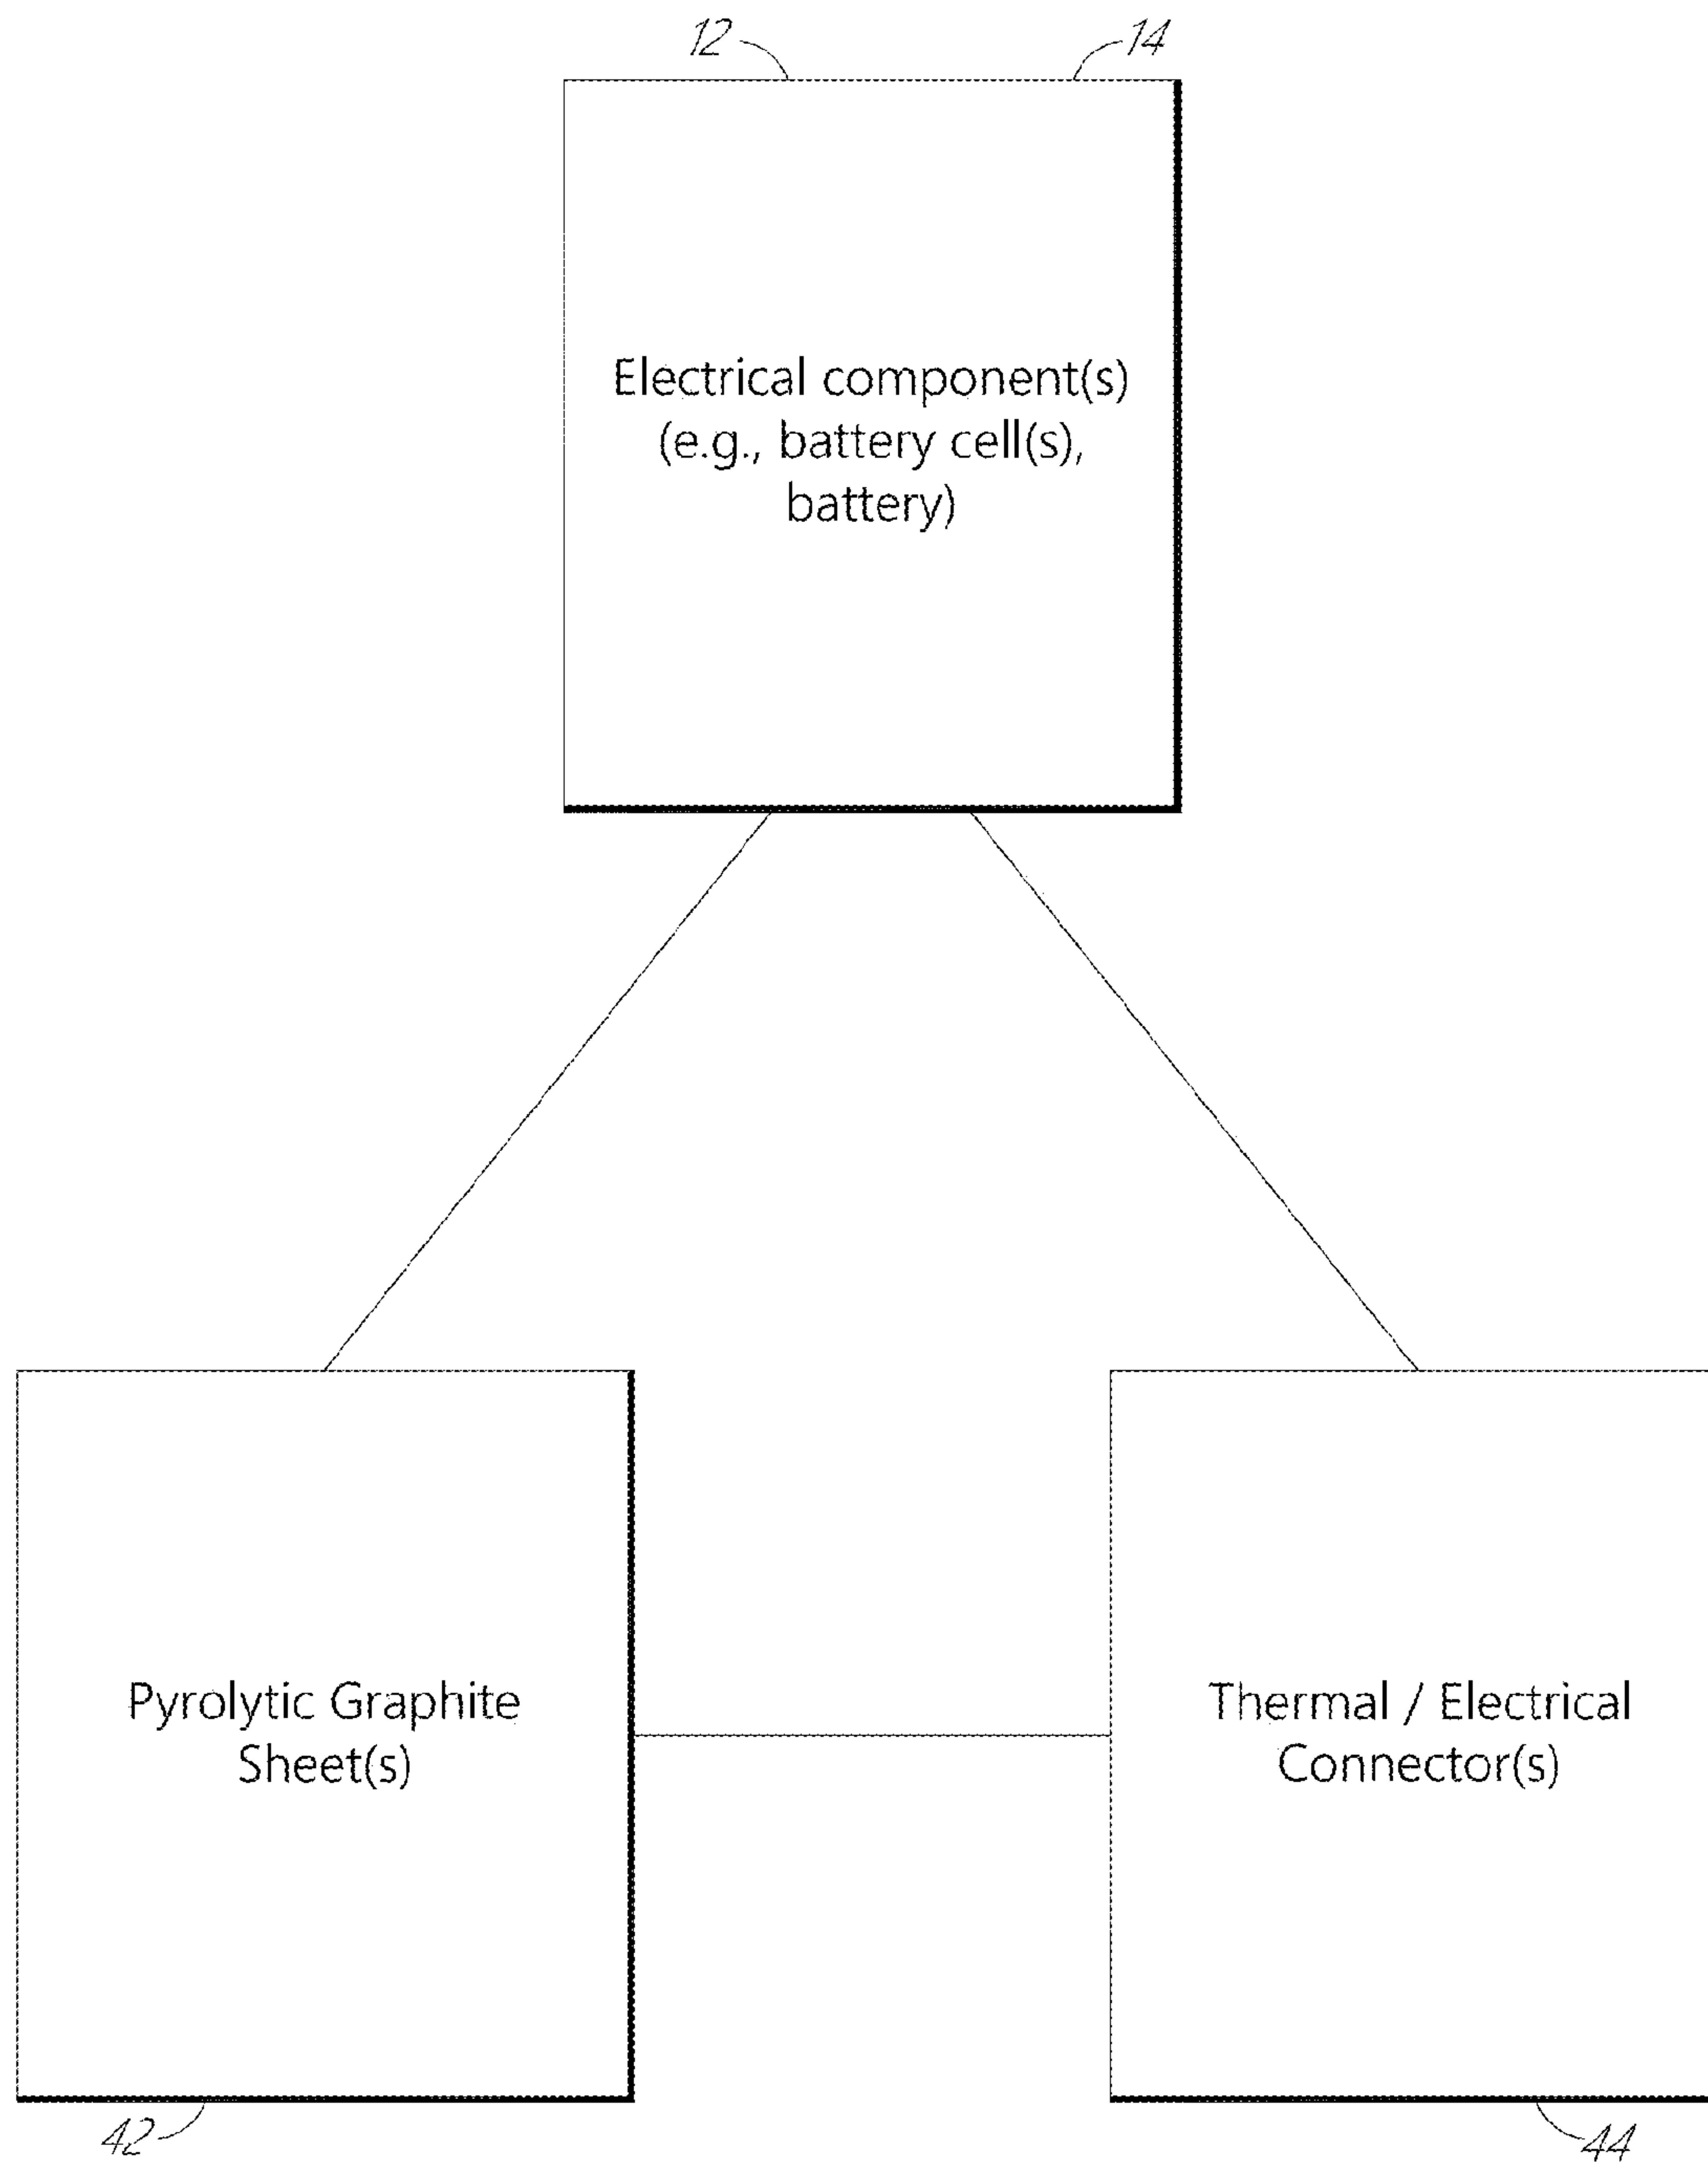 12
14
Electrical component(s)
(e.g., battery cell(s),
battery)
Pyrolytic Graphite
Sheet(s)
Thermal / Electrical
Connector(s)
42
44